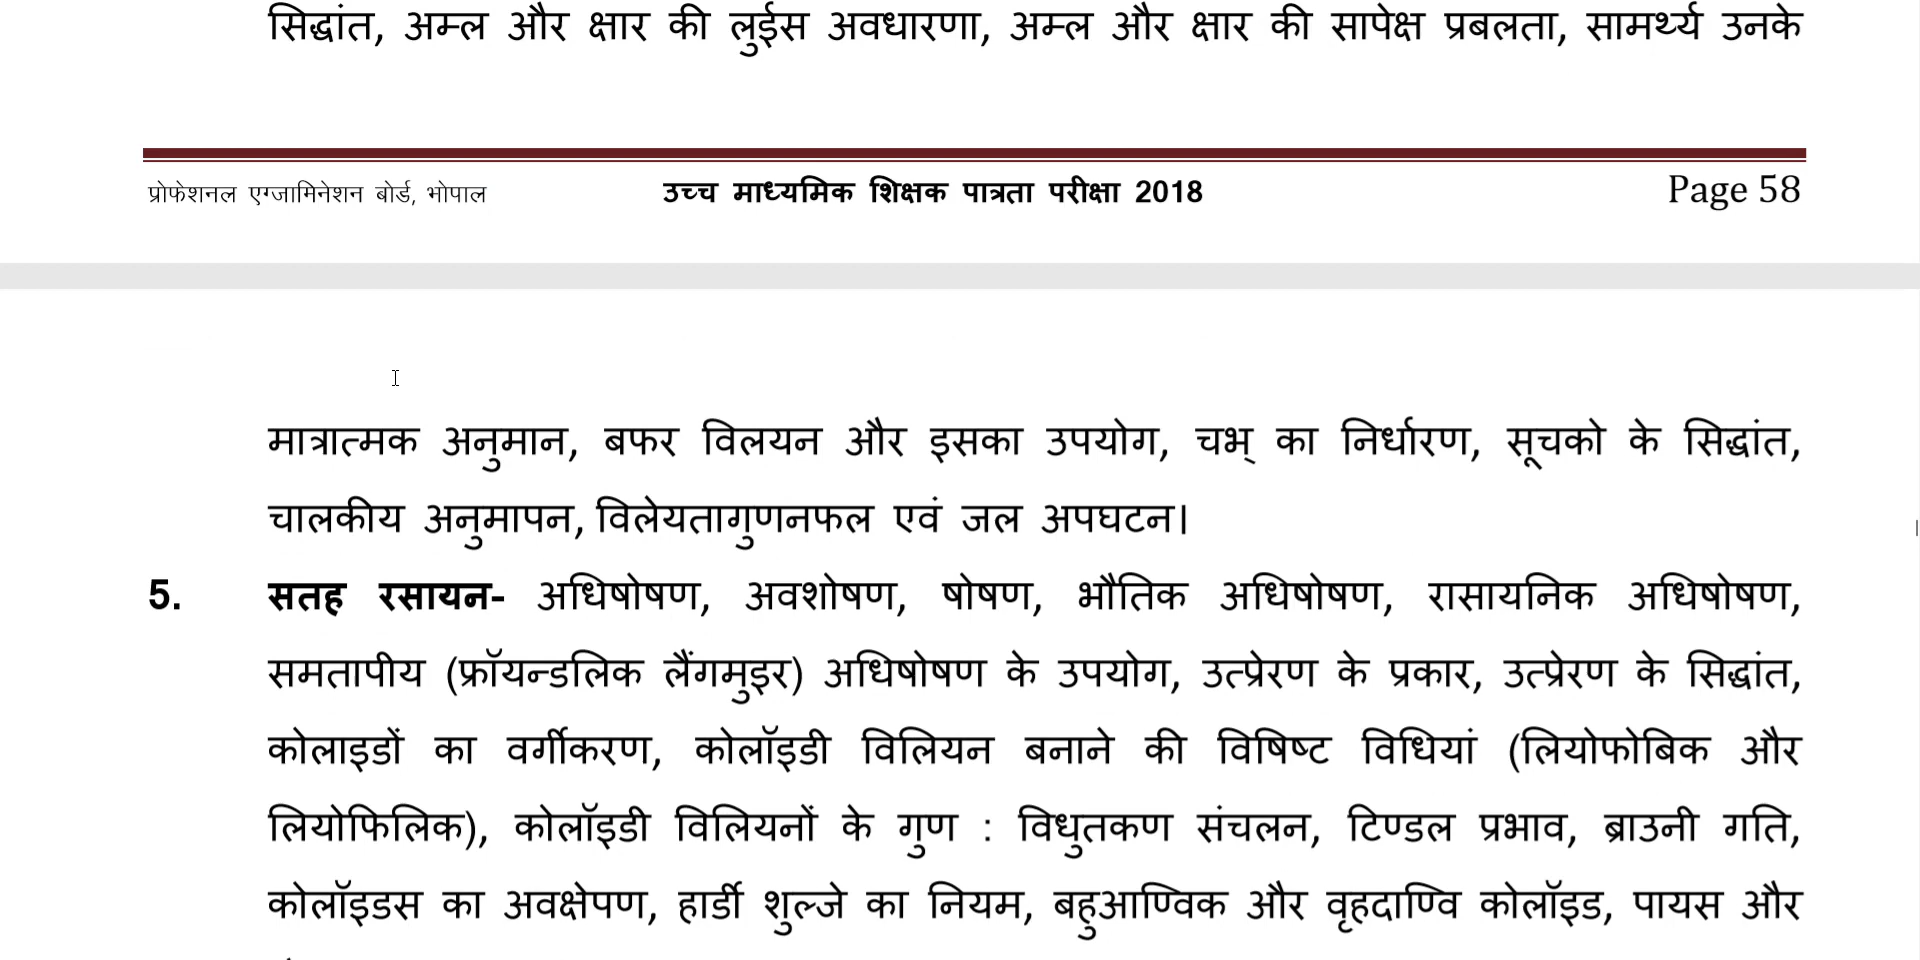 सिद्धांत, अम्ल और क्षार की लुईस अवधारणा, अम्ल और क्षार की सापेक्ष प्रबलता, सामर्थ्य उनके
प्रोफेशनल एग्जामिनेशन बोर्ड, भोपाल उच्च माध्यमिक शिक्षक पात्रता परीक्षा 2018 Page 58
मात्रात्मक अनुमान, बफर विलयन और इसका उपयोग, चभ् का निर्धारण, सूचको के सिद्धांत,
चालकीय अनुमापन, विलेयतागुणनफल एवं जल अपघटन।
5. सतह रसायन- अधिषोषण, अवशोषण, षोषण, भौतिक अधिषोषण, रासायनिक अधिषोषण,
समतापीय (फ्रॉयन्डलिक लैंगमुइर) अधिषोषण के उपयोग, उत्प्रेरण के प्रकार, उत्प्रेरण के सिद्धांत,
कोलाइडों का वर्गीकरण, कोलॉइडी विलियन बनाने की विषिष्ट विधियां (लियोफोबिक और
लियोफिलिक), कोलॉइडी विलियनों के गुण : विधुतकण संचलन, टिण्डल प्रभाव, ब्राउनी गति,
कोलॉइडस का अवक्षेपण, हार्डी शुल्जे का नियम, बहुआण्विक और वृहदाण्वि कोलॉइड, पायस और